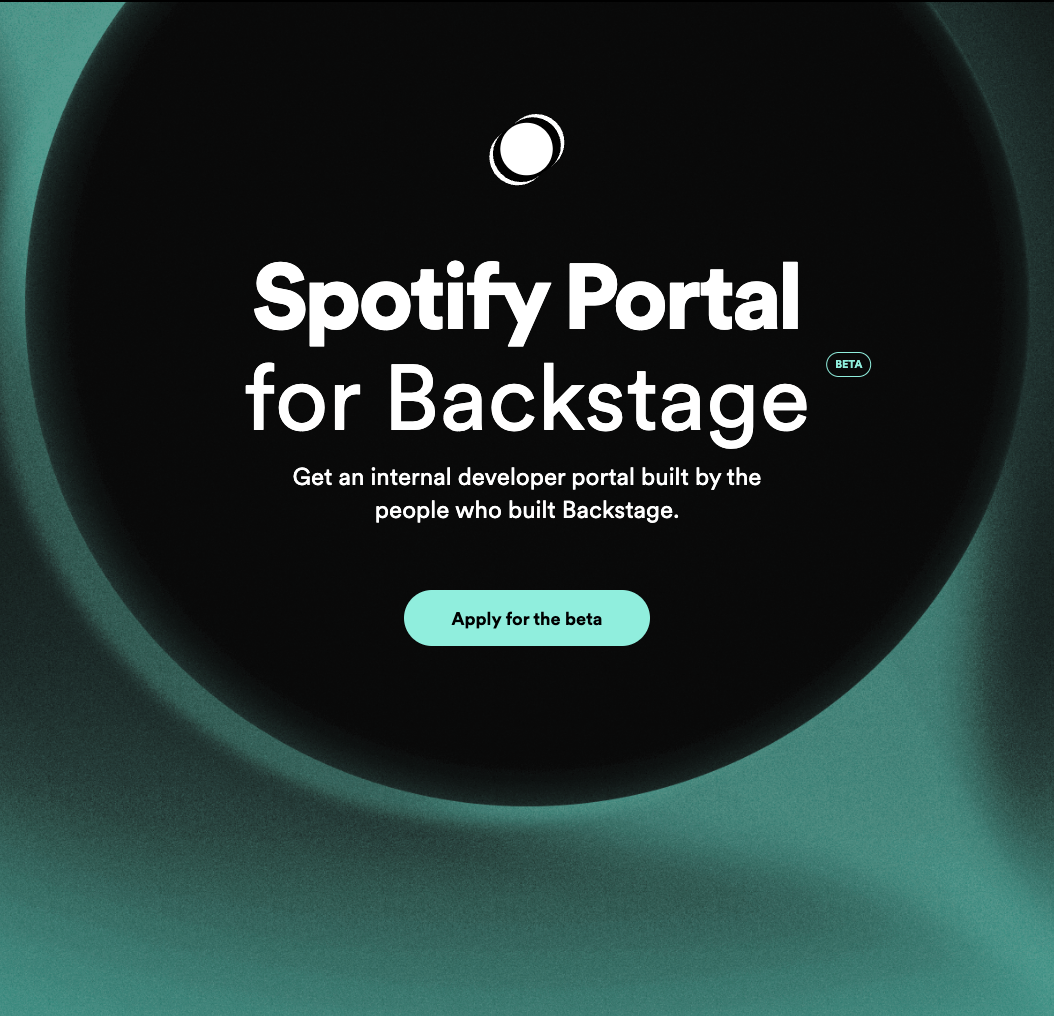 Spotify Portal
for Backstage
BETA
Get an internal developer portal built by the
people who built Backstage.
Apply for the beta